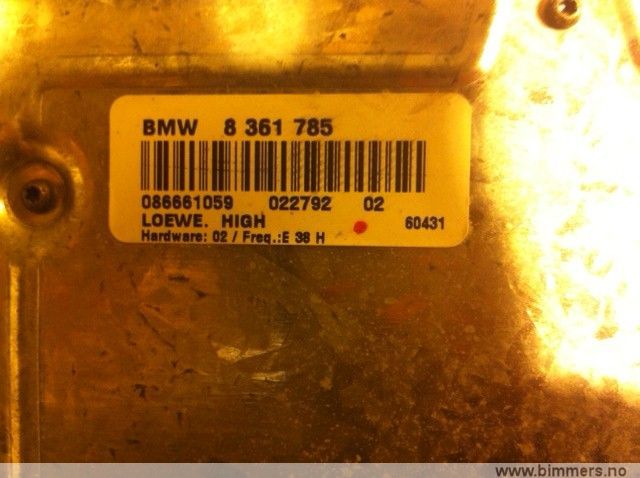 BMW 8 361 785
086661059 022792 02
LOEWE. HIGH 60431
Hardware: 02 / Freq.:E 38 H
www.bimmers.no